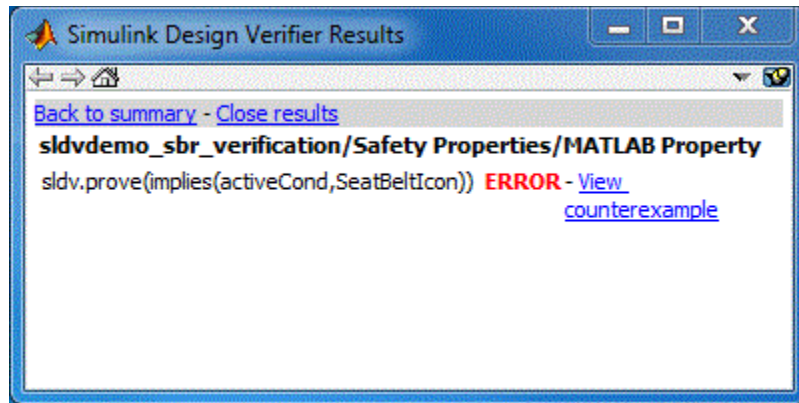 Simulink Design Verifier Results
Back to summary - Close results
sldvdemo_sbr_verification/Safety Properties/MATLAB Property
sldv.prove(implies(activeCond,SeatBeltIcon)) ERROR - View
counterexample